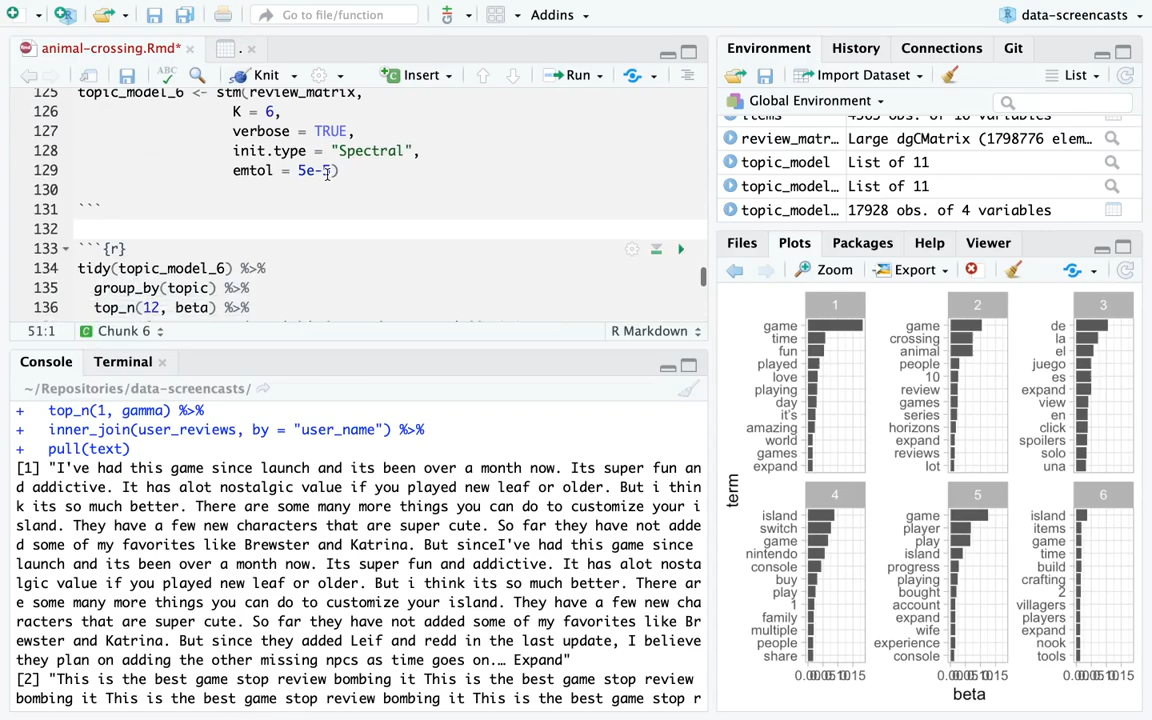 Go to file/function
Addins
data-screencasts
animal-crossing.Rmd*
.
Knit
Insert
Run
ABC
125 topic_model_6 <- stm(review_matrix,
126 K = 6,
127 verbose = TRUE,
128 init.type = "Spectral",
129 emtol = 5e-5)
130
131 ```
132
133 ```{r}
134 tidy(topic_model_6) %>%
135 group_by(topic) %>%
136 top_n(12, beta) %>%
51:1 Chunk 6 R Markdown
Console Terminal
~/Repositories/data-screencasts/
+ top_n(1, gamma) %>%
+ inner_join(user_reviews, by = "user_name") %>%
+ pull(text)
[1] "I've had this game since launch and its been over a month now. Its super fun an
d addictive. It has alot nostalgic value if you played new leaf or older. But i thin
k its so much better. There are some many more things you can do to customize your i
sland. They have a few new characters that are super cute. So far they have not adde
d some of my favorites like Brewster and Katrina. But sinceI've had this game since
launch and its been over a month now. Its super fun and addictive. It has alot nosta
lgic value if you played new leaf or older. But i think its so much better. There ar
e some many more things you can do to customize your island. They have a few new cha
racters that are super cute. So far they have not added some of my favorites like Br
ewster and Katrina. But since they added Leif and redd in the last update, I believe
they plan on adding the other missing npcs as time goes on… Expand"
[2] "This is the best game stop review bombing it This is the best game stop review
bombing it This is the best game stop review bombing it This is the best game stop r
Environment History Connections Git
Import Dataset List
Global Environment
review_matr… Large dgCMatrix (1798776 elem…
topic_model List of 11
topic_model… List of 11
topic_model… 17928 obs. of 4 variables
Files Plots Packages Help Viewer
Zoom Export
term
1
game
time
fun
played
love
playing
day
it's
amazing
world
games
expand
2
game
crossing
animal
people
10
review
games
series
horizons
expand
reviews
lot
3
de
la
el
juego
es
expand
view
en
click
spoilers
solo
una
4
island
switch
game
nintendo
console
buy
play
1
family
multiple
people
share
5
game
player
play
island
progress
playing
bought
account
expand
wife
experience
console
6
island
items
game
time
build
crafting
2
villagers
players
expand
nook
tools
beta